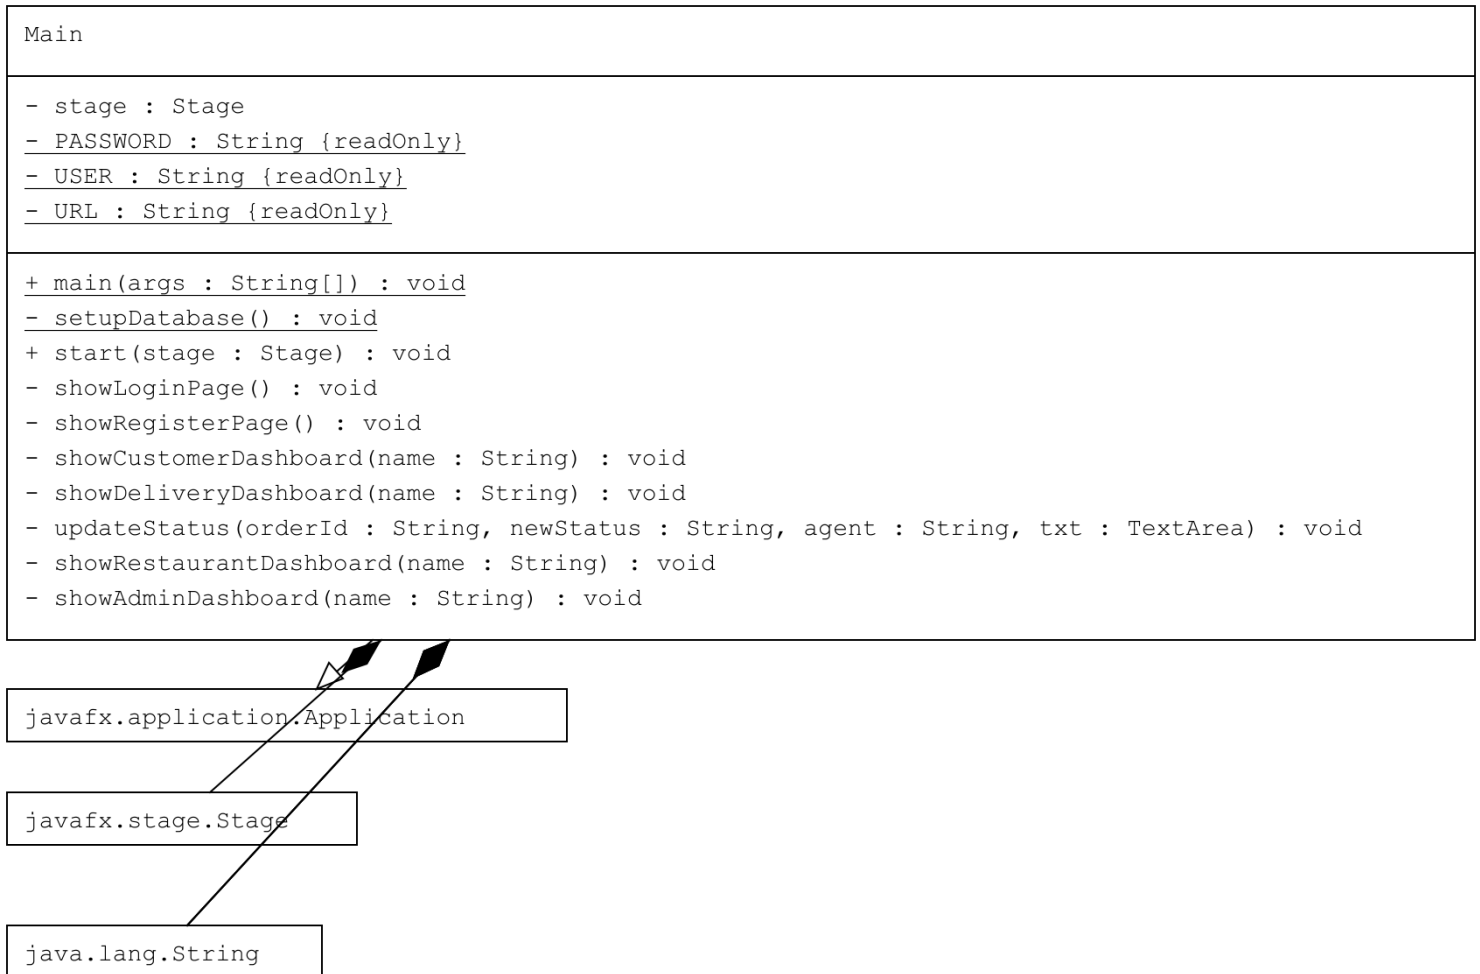 Main
- stage : Stage
- PASSWORD : String {readOnly}
- USER : String {readOnly}
- URL : String {readOnly}
+ main(args : String[]) : void
- setupDatabase() : void
+ start(stage : Stage) : void
- showLoginPage() : void
- showRegisterPage() : void
- showCustomerDashboard(name : String) : void
- showDeliveryDashboard(name : String) : void
- updateStatus(orderId : String, newStatus : String, agent : String, txt : TextArea) : void
- showRestaurantDashboard(name : String) : void
- showAdminDashboard(name : String) : void
javafx.application.Application
javafx.stage.Stage
java.lang.String